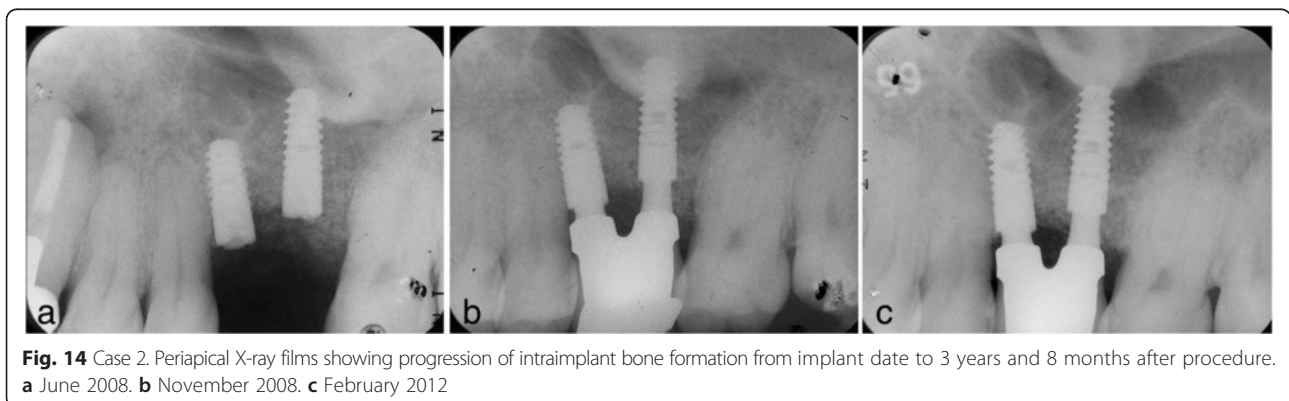 a
b
c
Fig. 14 Case 2. Periapical X-ray films showing progression of intraimplant bone formation from implant date to 3 years and 8 months after procedure.
a June 2008. b November 2008. c February 2012